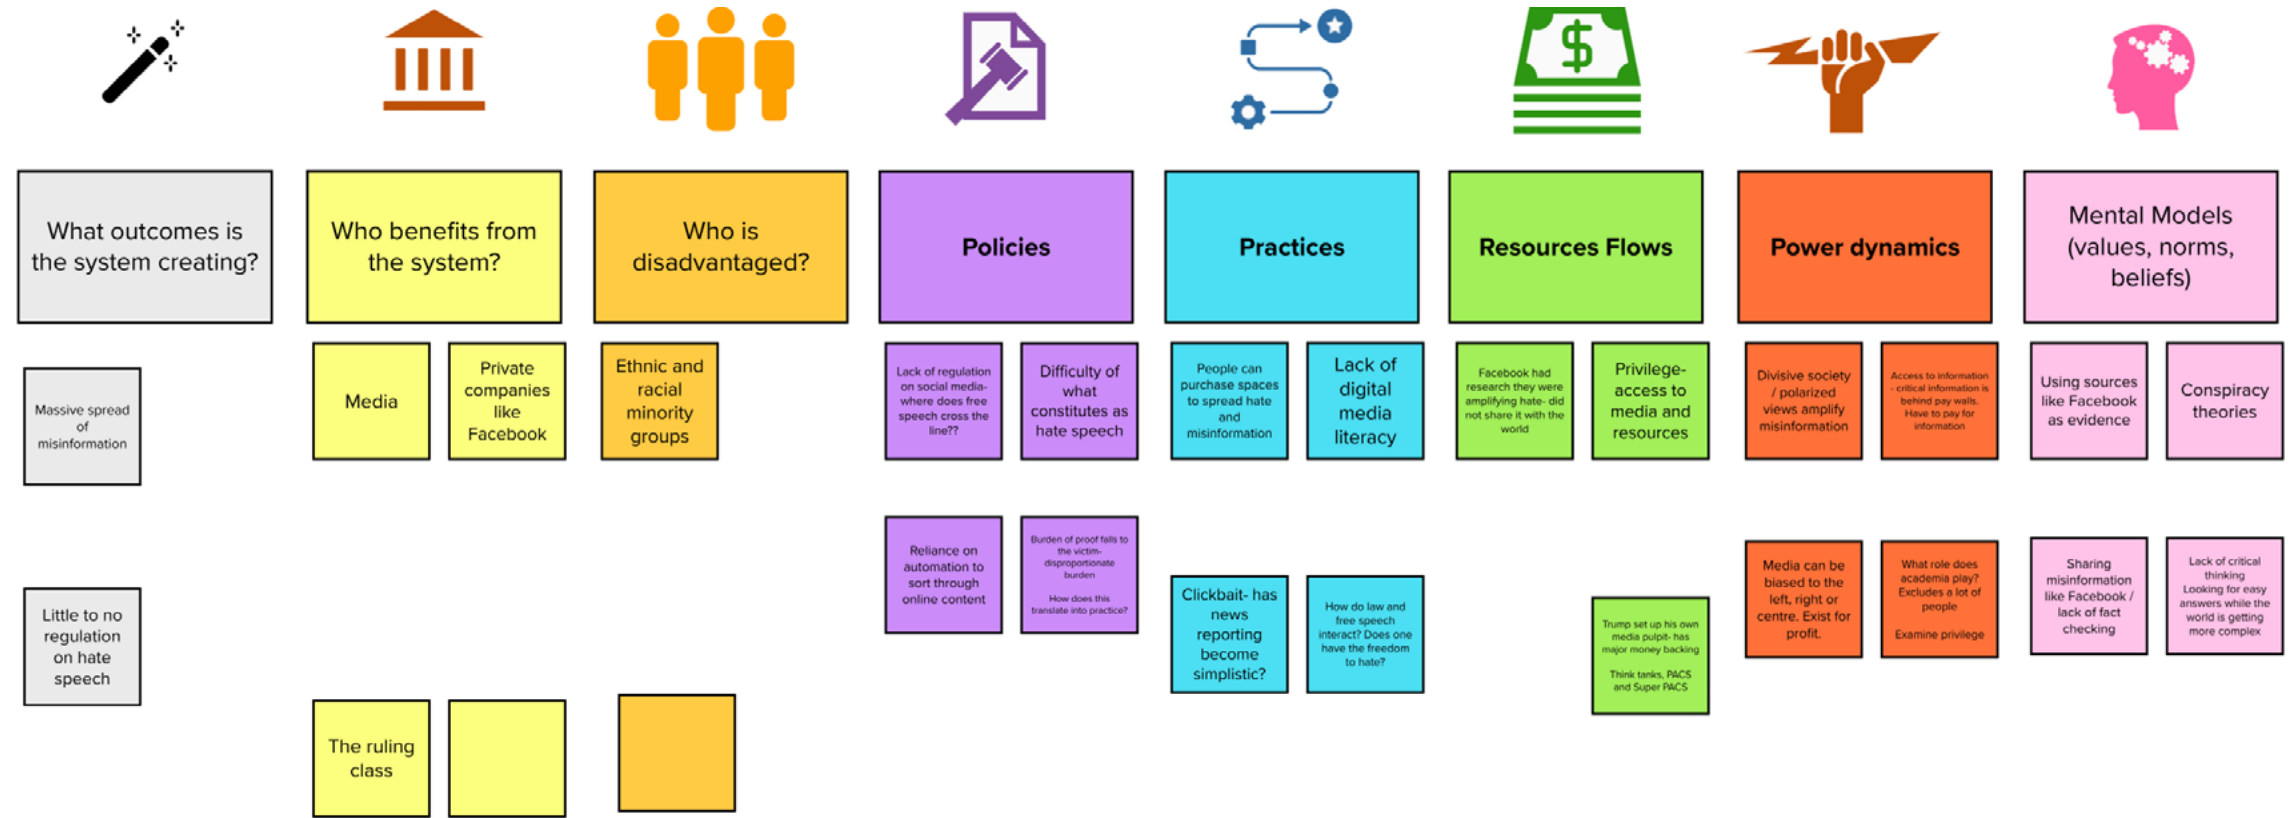 What outcomes is
the system creating?
Who benefits from
the system?
Who is
disadvantaged?
Policies
Practices
Resources Flows
Power dynamics
Mental Models
(values, norms,
beliefs)
Massive spread
of
misinformation
Little to no
regulation
on hate
speech
Media
Private
companies
like
Facebook
The ruling
class
Ethnic and
racial
minority
groups
Lack of regulation
on social media-
where does free
speech cross the
line??
Difficulty of
what
constitutes as
hate speech
Reliance on
automation to
sort through
online content
Burden of proof falls to
the victim-
disproportionate
burden
How does this
translate into practice?
People can
purchase spaces
to spread hate
and
misinformation
Lack of
digital
media
literacy
Clickbait- has
news
reporting
become
simplistic?
How do law and
free speech
interact? Does one
have the freedom
to hate?
Facebook had
research they were
amplifying hate- did
not share it with the
world
Privilege-
access to
media and
resources
Trump set up his own
media pulpit- has
major money backing
Think tanks, PACS
and Super PACS
Divisive society
/ polarized
views amplify
misinformation
Access to information
- critical information is
behind pay walls.
Have to pay for
information
Media can be
biased to the
left, right or
centre. Exist for
profit.
What role does
academia play?
Excludes a lot of
people
Examine privilege
Using sources
like Facebook
as evidence
Conspiracy
theories
Sharing
misinformation
like Facebook /
lack of fact
checking
Lack of critical
thinking
Looking for easy
answers while the
world is getting
more complex